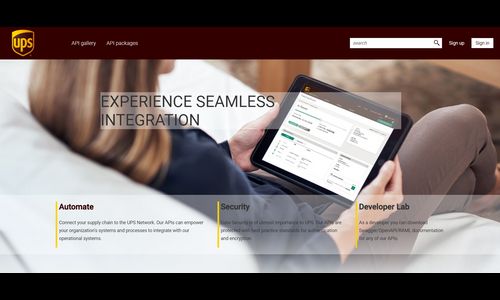 ups
API gallery API packages search Sign up Sign in
EXPERIENCE SEAMLESS
INTEGRATION
Automate
Connect your supply chain to the UPS Network. Our APIs can empower
your organization's systems and processes to integrate with our
operational systems.
Security
Data Security is of utmost importance to UPS. Our APIs are
protected with best practice standards for authentication
and encryption.
Developer Lab
As a developer you can download
Swagger/OpenAPI/RAML documentation
for any of our APIs.